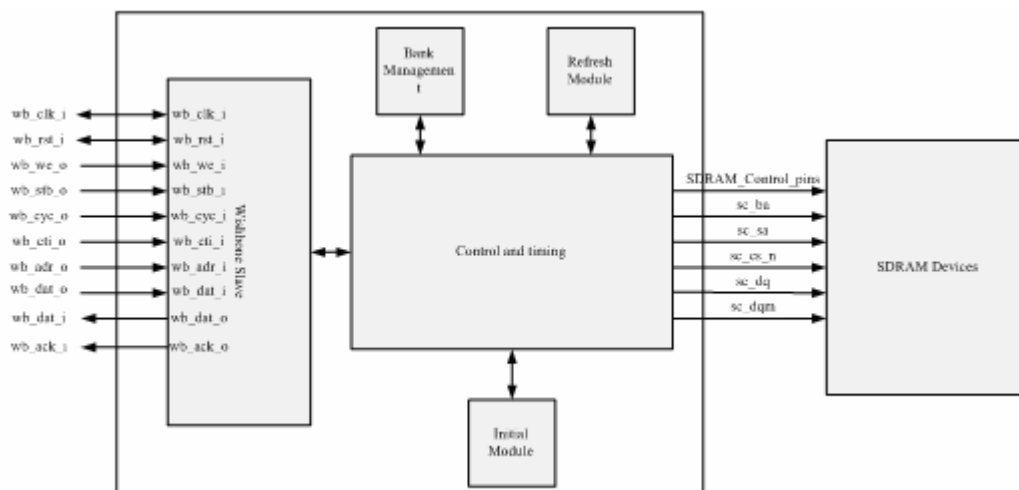 Bank
Managemen
t
Refresh
Module
wb_clk_i
wb_clk_i
wb_rst_i
wb_rst_i
wb_we_o
wb_we_i
wb_stb_o
wb_stb_i
wb_cyc_o
wb_cyc_i
wb_cti_o
wb_cti_i
wb_adr_o
wb_adr_i
wb_dat_o
wb_dat_i
wb_dat_i
wb_dat_o
wb_ack_i
wb_ack_o
Wishbone Slave
Control and timing
SDRAM_Control_pins
sc_ba
sc_sa
sc_cs_n
sc_dq
sc_dqm
SDRAM Devices
Initial
Module